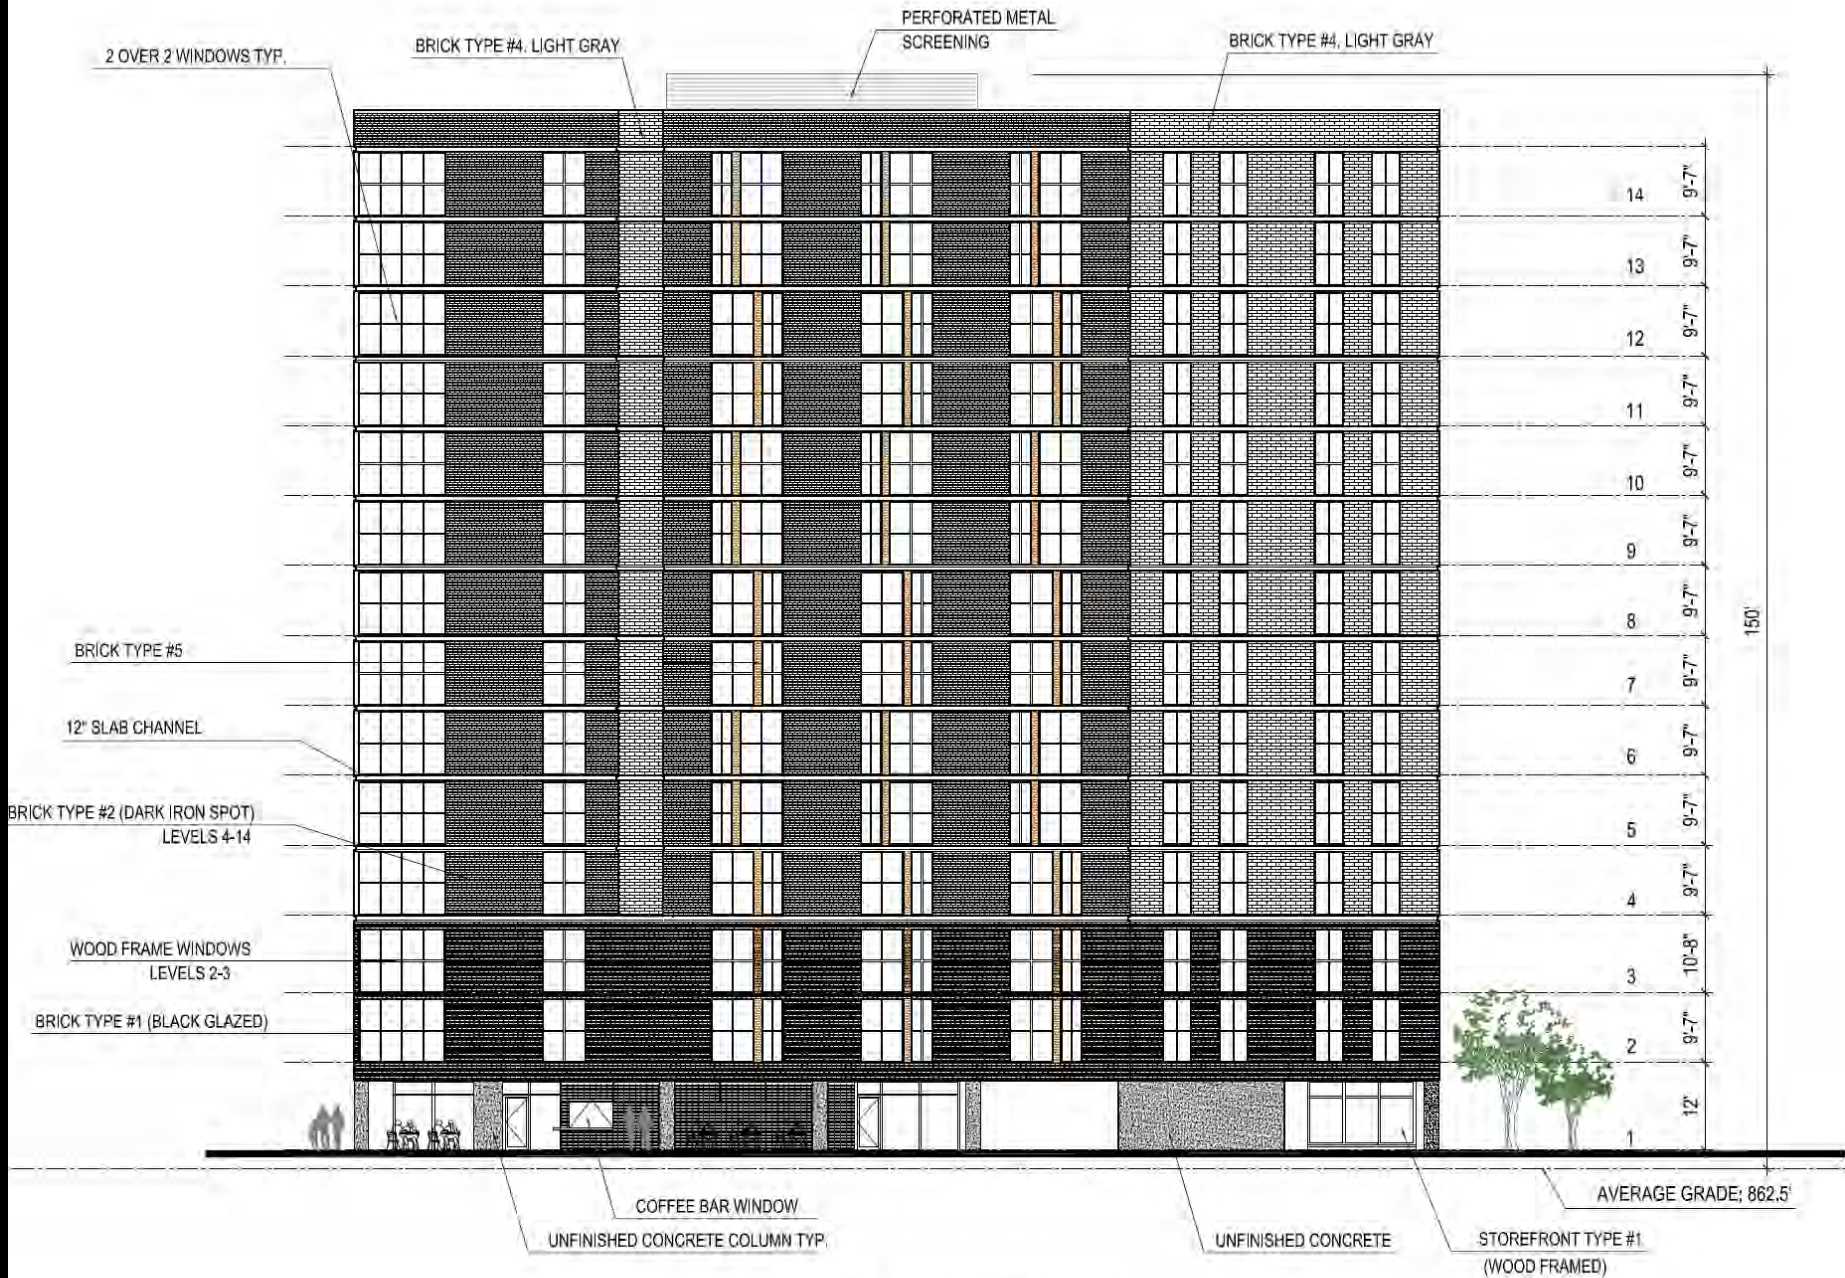 PERFORATED METAL
SCREENING
2 OVER 2 WINDOWS TYP.
BRICK TYPE #4. LIGHT GRAY
BRICK TYPE #4, LIGHT GRAY
14
9'-7"
13
9'-7"
12
9'-7"
11
9'-7"
10
9'-7"
9
9'-7"
8
9'-7"
150'
BRICK TYPE #5
7
9'-7"
12" SLAB CHANNEL
6
9'-7"
BRICK TYPE #2 (DARK IRON SPOT)
LEVELS 4-14
5
9'-7"
4
9'-7"
WOOD FRAME WINDOWS
LEVELS 2-3
3
10'-8"
BRICK TYPE #1 (BLACK GLAZED)
2
9'-7"
1
12'
AVERAGE GRADE; 862.5'
COFFEE BAR WINDOW
UNFINISHED CONCRETE COLUMN TYP.
UNFINISHED CONCRETE
STOREFRONT TYPE #1
(WOOD FRAMED)